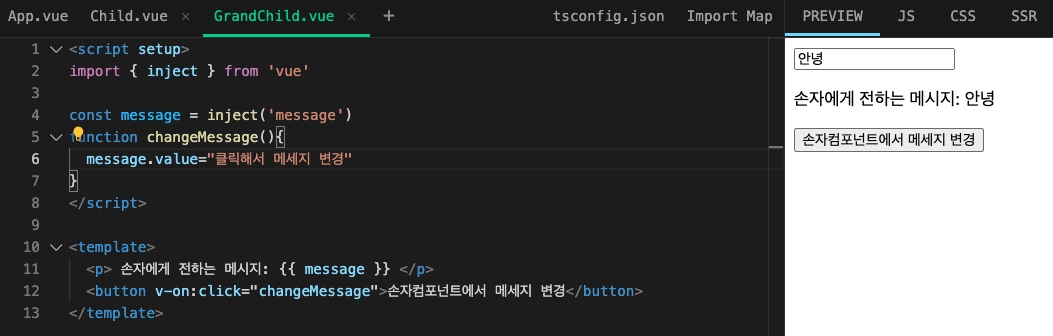 App.vue Child.vue × GrandChild.vue × + tsconfig.json Import Map PREVIEW JS CSS SSR
1 <script setup>
2 import { inject } from 'vue'
3
4 const message = inject('message')
5 function changeMessage(){
6 message.value="클릭해서 메세지 변경"
7 }
8 </script>
9
10 <template>
11 <p> 손자에게 전하는 메시지: {{ message }} </p>
12 <button v-on:click="changeMessage">손자컴포넌트에서 메세지 변경</button>
13 </template>
안녕
손자에게 전하는 메시지: 안녕
손자컴포넌트에서 메세지 변경